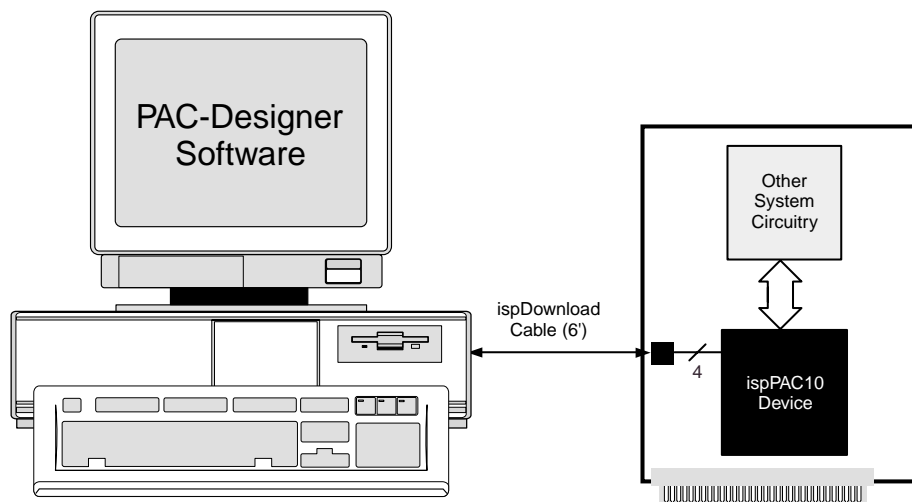 PAC-Designer
Software
Other
System
Circuitry
ispDownload
Cable (6')
4
ispPAC10
Device